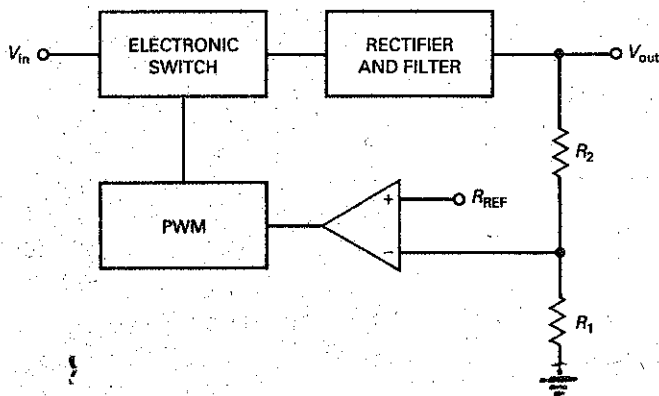 V_in
ELECTRONIC
SWITCH
RECTIFIER
AND FILTER
V_out
R_2
PWM
+
R_REF
−
R_1